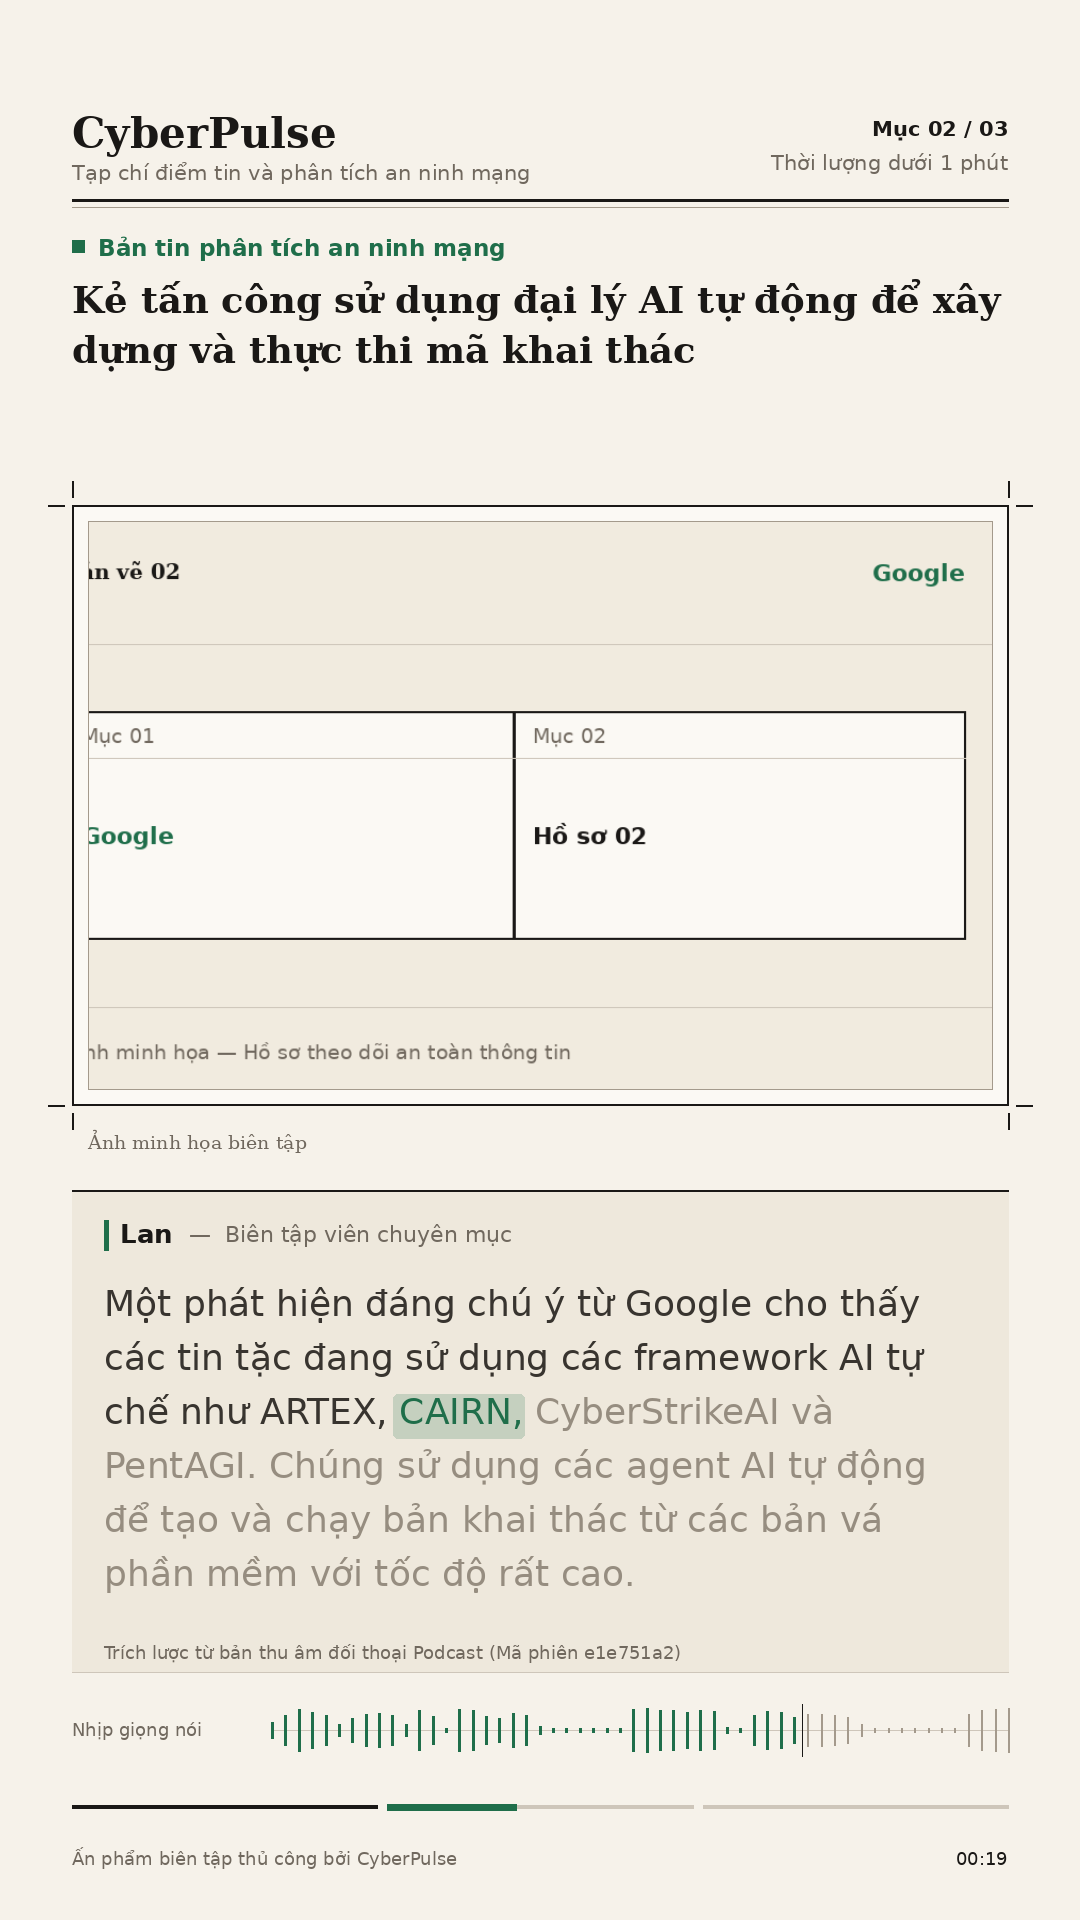 CyberPulse
Tạp chí điểm tin và phân tích an ninh mạng
Mục 02 / 03
Thời lượng dưới 1 phút
Bản tin phân tích an ninh mạng
Kẻ tấn công sử dụng đại lý AI tự động để xây
dựng và thực thi mã khai thác
vẽ 02
Google
Mục 01
Mục 02
Google
Hồ sơ 02
minh họa — Hồ sơ theo dõi an toàn thông tin
Ảnh minh họa biên tập
Lan — Biên tập viên chuyên mục
Một phát hiện đáng chú ý từ Google cho thấy
các tin tặc đang sử dụng các framework AI tự
chế như ARTEX, CAIRN, CyberStrikeAI và
PentAGI. Chúng sử dụng các agent AI tự động
để tạo và chạy bản khai thác từ các bản vá
phần mềm với tốc độ rất cao.
Trích lược từ bản thu âm đối thoại Podcast (Mã phiên e1e751a2)
Nhịp giọng nói
Ấn phẩm biên tập thủ công bởi CyberPulse
00:19